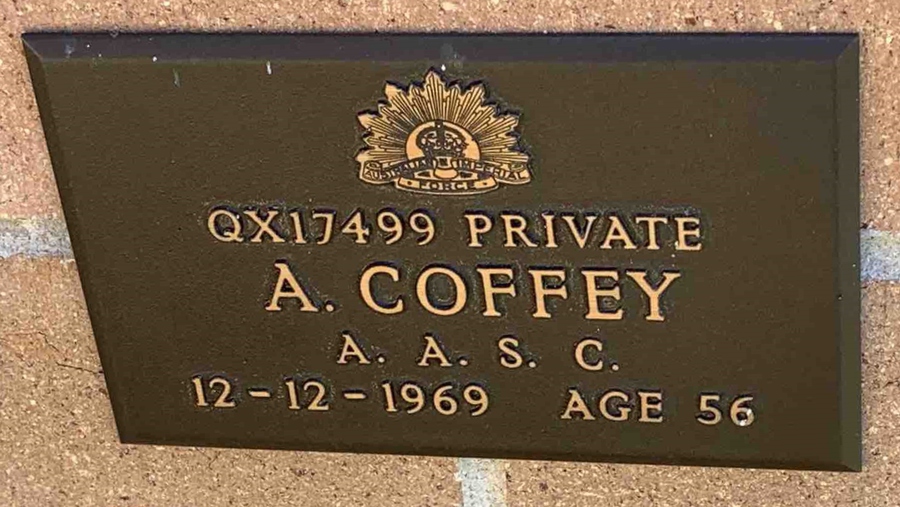 AUSTRALIAN IMPERIAL
FORCE
QX17499 PRIVATE
A. COFFEY
A. A. S. C.
12-12-1969 AGE 56